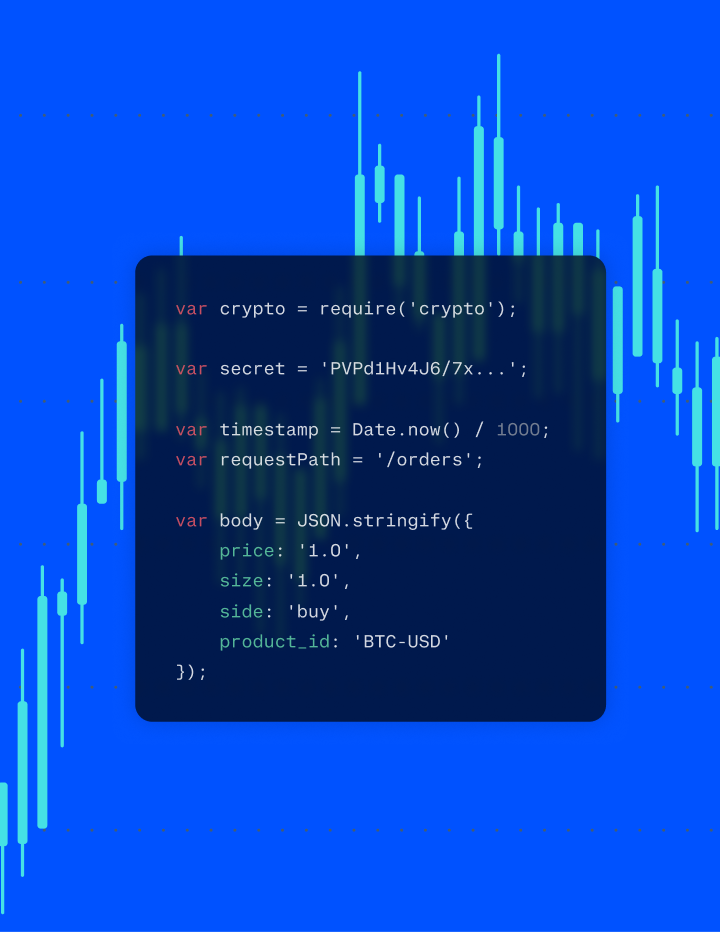 var crypto = require('crypto');
var secret = 'PVPd1Hv4J6/7x...';
var timestamp = Date.now() / 1000;
var requestPath = '/orders';
var body = JSON.stringify({
    price: '1.0',
    size: '1.0',
    side: 'buy',
    product_id: 'BTC-USD'
});